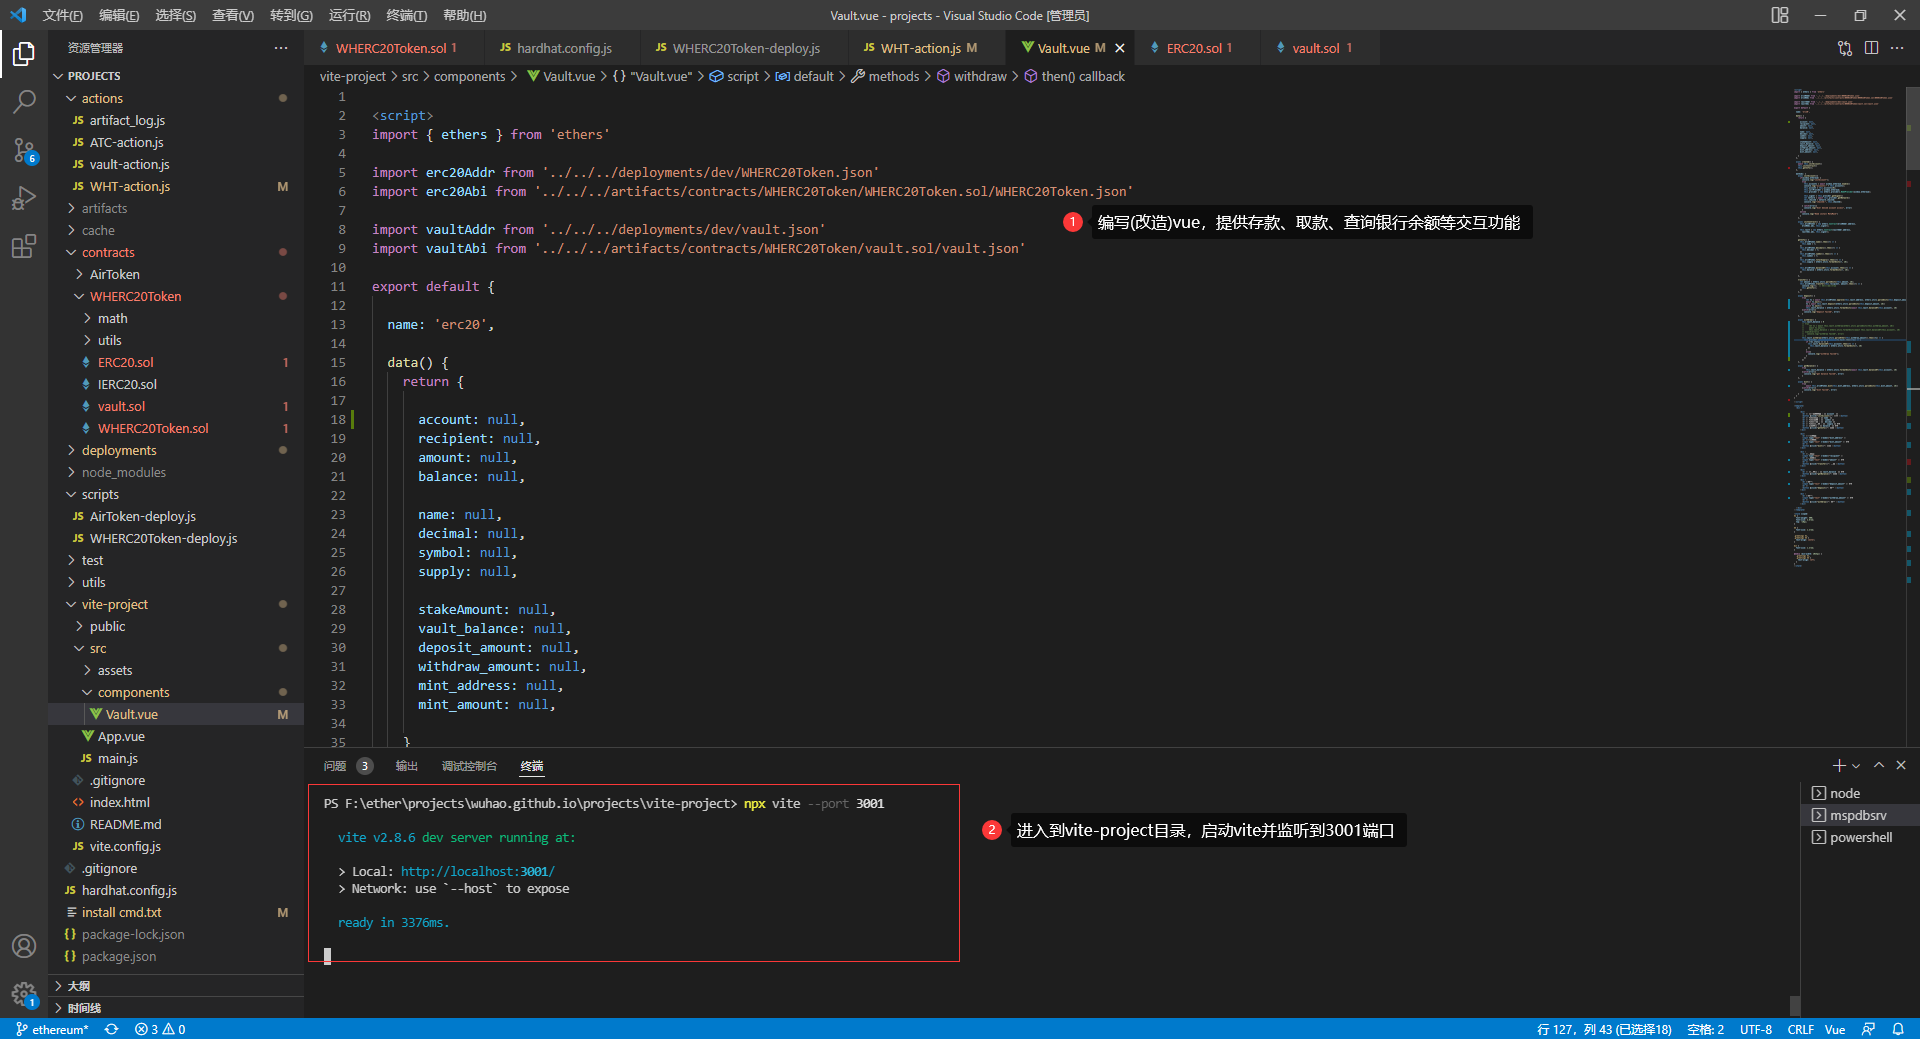 文件(F) 编辑(E) 选择(S) 查看(V) 转到(G) 运行(R) 终端(T) 帮助(H) Vault.vue - projects - Visual Studio Code [管理员]
资源管理器
WHERC20Token.sol 1 JS hardhat.config.js JS WHERC20Token-deploy.js JS WHT-action.js M Vault.vue M ERC20.sol 1 vault.sol 1
vite-project > src > components > Vault.vue > {} "Vault.vue" > script > default > methods > withdraw > then() callback
PROJECTS
actions
JS artifact_log.js
JS ATC-action.js
JS vault-action.js
JS WHT-action.js M
artifacts
cache
contracts
AirToken
WHERC20Token
math
utils
ERC20.sol 1
IERC20.sol
vault.sol 1
WHERC20Token.sol 1
deployments
node_modules
scripts
JS AirToken-deploy.js
JS WHERC20Token-deploy.js
test
utils
vite-project
public
src
assets
components
Vault.vue M
App.vue
JS main.js
.gitignore
index.html
README.md
JS vite.config.js
.gitignore
JS hardhat.config.js
install cmd.txt M
{} package-lock.json
{} package.json
大纲
时间线
6
1
1
2 <script>
3 import { ethers } from 'ethers'
4
5 import erc20Addr from '../../../deployments/dev/WHERC20Token.json'
6 import erc20Abi from '../../../artifacts/contracts/WHERC20Token/WHERC20Token.sol/WHERC20Token.json'
7
8 import vaultAddr from '../../../deployments/dev/vault.json'
9 import vaultAbi from '../../../artifacts/contracts/WHERC20Token/vault.sol/vault.json'
10
11 export default {
12
13 name: 'erc20',
14
15 data() {
16 return {
17
18 account: null,
19 recipient: null,
20 amount: null,
21 balance: null,
22
23 name: null,
24 decimal: null,
25 symbol: null,
26 supply: null,
27
28 stakeAmount: null,
29 vault_balance: null,
30 deposit_amount: null,
31 withdraw_amount: null,
32 mint_address: null,
33 mint_amount: null,
34
35 }
1 编写(改造)vue，提供存款、取款、查询银行余额等交互功能
问题 3 输出 调试控制台 终端
PS F:\ether\projects\wuhao.github.io\projects\vite-project> npx vite --port 3001
vite v2.8.6 dev server running at:
> Local: http://localhost:3001/
> Network: use `--host` to expose
ready in 3376ms.
2 进入到vite-project目录，启动vite并监听到3001端口
node
mspdbsrv
powershell
ethereum* 3 0 行 127，列 43 (已选择18) 空格: 2 UTF-8 CRLF Vue